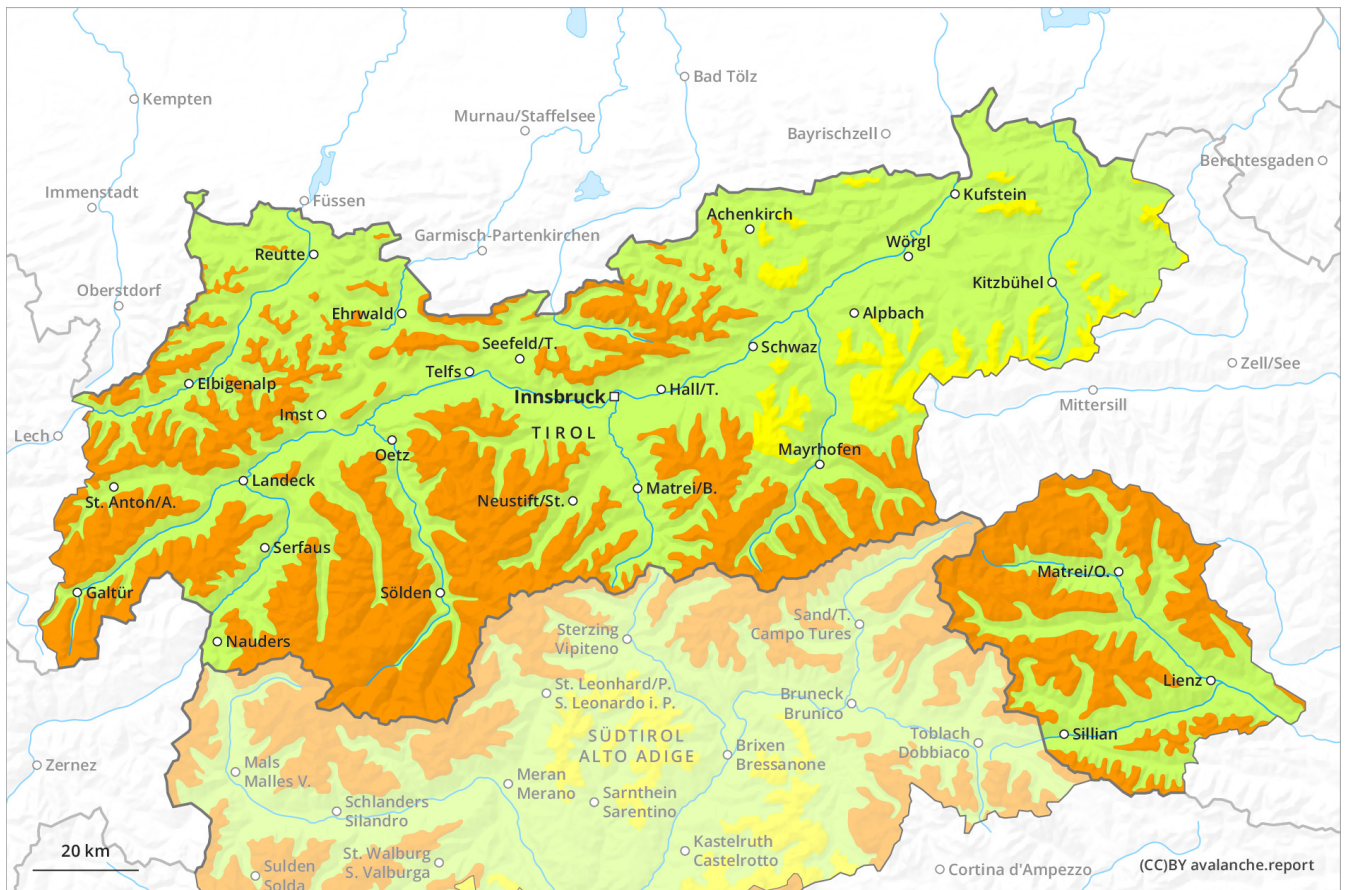 Bad Tölz
Kempten
Murnau/Staffelsee
Bayrischzell
Berchtesgaden
Immenstadt
Füssen
Kufstein
Achenkirch
Garmisch-Partenkirchen
Reutte
Wörgl
Oberstdorf
Kitzbühel
Ehrwald
Alpbach
Seefeld/T.
Schwaz
Zell/See
Telfs
Elbigenalp
Hall/T.
Innsbruck
Mittersill
Imst
Lech
TIROL
Oetz
Mayrhofen
Landeck
St. Anton/A.
Neustift/St.
Matrei/B.
Serfaus
Matrei/O.
Galtür
Sölden
Sand/T.
Campo Tures
Sterzing
Vipiteno
Nauders
Lienz
St. Leonhard/P.
S. Leonardo i. P.
Bruneck
Brunico
SÜDTIROL
ALTO ADIGE
Toblach
Dobbiaco
Sillian
Brixen
Bressanone
Zernez
Mals
Malles V.
Meran
Merano
Sarnthein
Sarentino
Schlanders
Silandro
Kastelruth
Castelrotto
20 km
St. Walburg
S. Valburga
Sulden
Solda
Cortina d'Ampezzo
(CC)BY avalanche.report